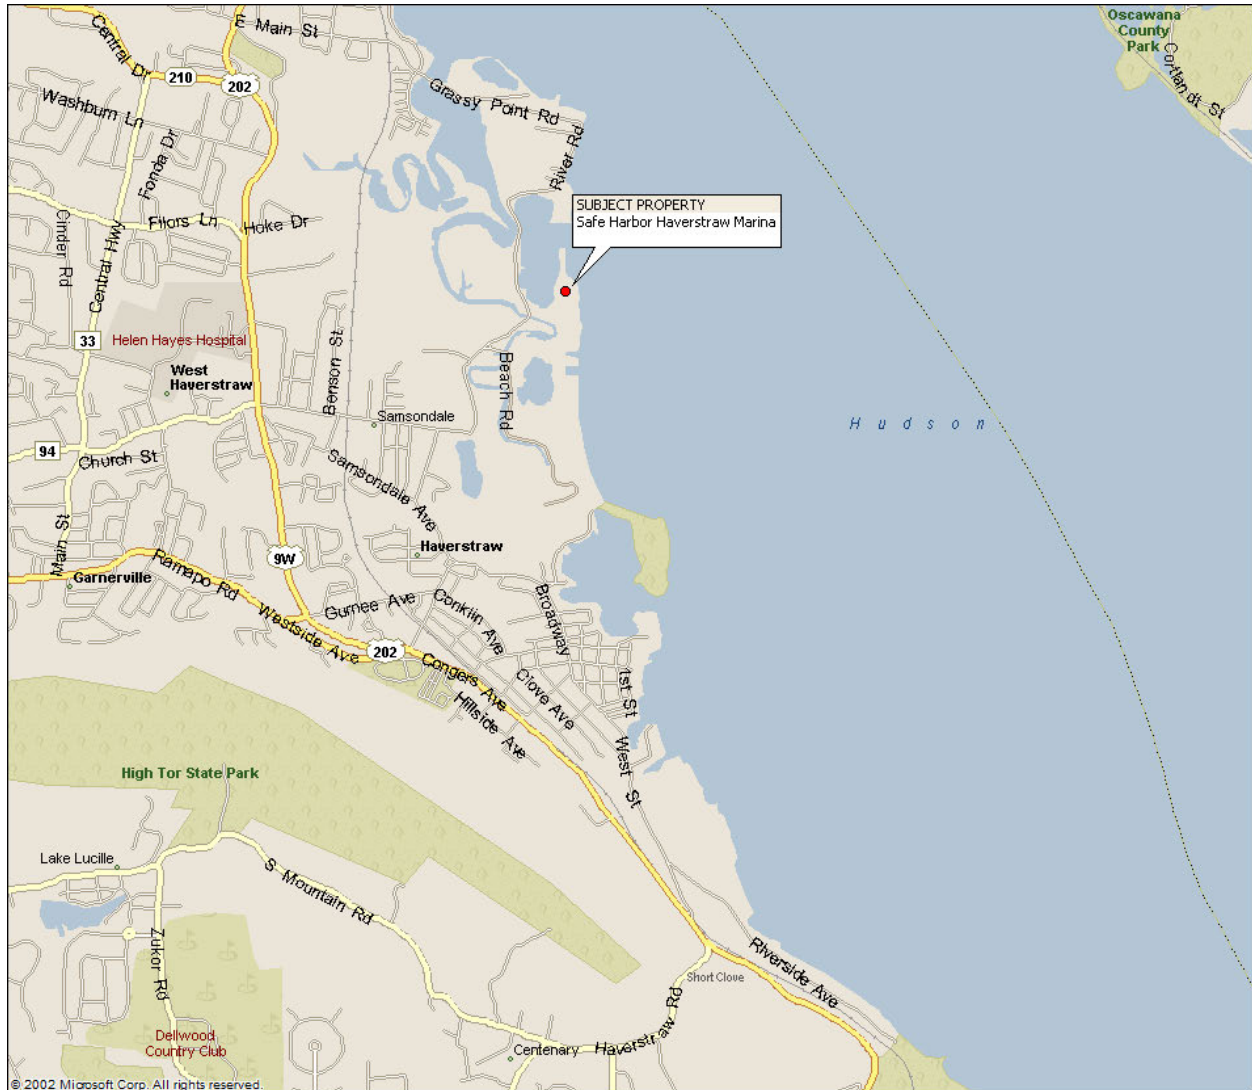 Oscawana
County
Park
Cortlandt St
E Main St
Central Dr
210
202
Grassy Point Rd
Washburn Ln
Fonda Dr
River Rd
SUBJECT PROPERTY
Safe Harbor Haverstraw Marina
Filors Ln
Hoke Dr
Cinder Rd
Central Hwy
33
Helen Hayes Hospital
Benson St
Beach Rd
West
Haverstraw
Samsondale
Hudson
94
Church St
Samsondale Ave
Main St
Haverstraw
9W
Ramapo Rd
Garnerville
Gurnee Ave
Conklin Ave
Broadway
Westside Ave
202
Congers Ave
Clove Ave
1st St
Hillside Ave
West St
High Tor State Park
Lake Lucille
S Mountain Rd
Zukor Rd
Riverside Ave
Short Clove
Haverstraw Rd
Dellwood
Country Club
Centenary
© 2002 Microsoft Corp. All rights reserved.